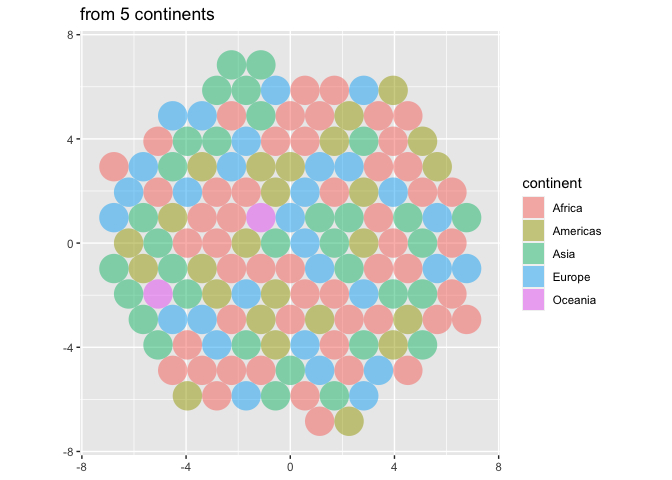 from 5 continents
8
4
0
-4
-8
-8 -4 0 4 8
continent
Africa
Americas
Asia
Europe
Oceania